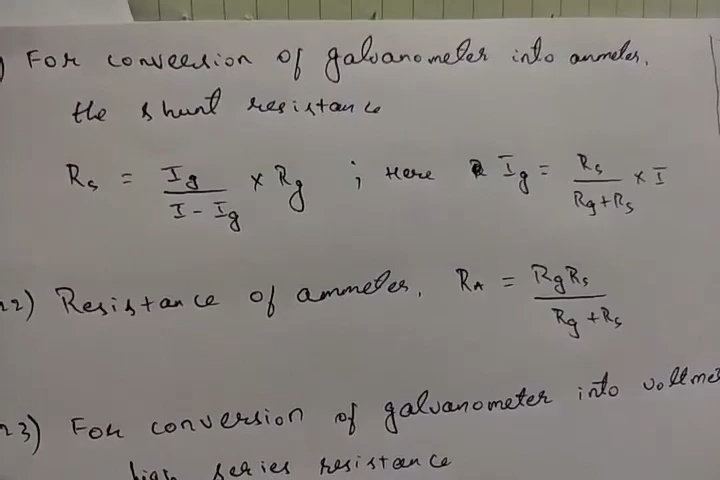 ) For conversion of galvanometer into ammeter,
the shunt resistance
Rs = Ig / (I - Ig) × Rg ; Here Ig = Rs / (Rg+Rs) × I
22) Resistance of ammeter, RA = RgRs / (Rg+Rs)
23) For conversion of galvanometer into voltme
high series resistance